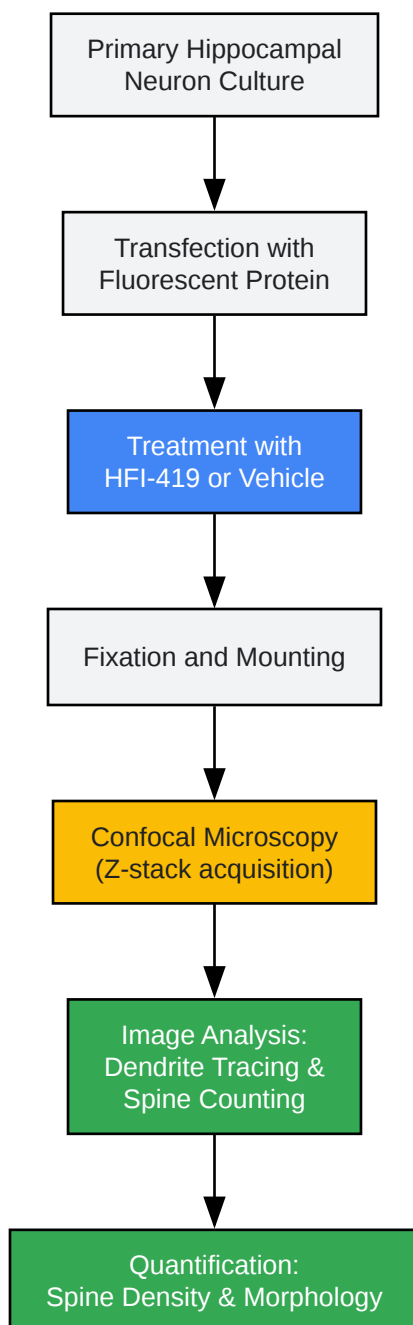 Primary Hippocampal
Neuron Culture
Transfection with
Fluorescent Protein
Treatment with
HFI-419 or Vehicle
Fixation and Mounting
Confocal Microscopy
(Z-stack acquisition)
Image Analysis:
Dendrite Tracing &
Spine Counting
Quantification:
Spine Density & Morphology